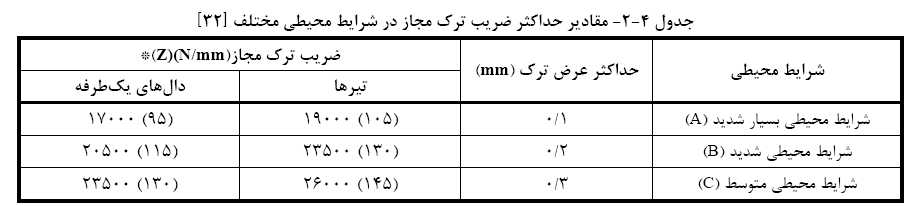 جدول ۴-۲- مقادیر حداکثر ضریب ترک مجاز در شرایط محیطی مختلف [۳۲]
شرایط محیطی حداکثر عرض ترک (mm) ضریب ترک مجاز(Z)(N/mm)*
تیرها دال‌های یک‌طرفه
شرایط محیطی بسیار شدید (A) ۰/۱ ۱۹۰۰۰ (۱۰۵) ۱۷۰۰۰ (۹۵)
شرایط محیطی شدید (B) ۰/۲ ۲۳۵۰۰ (۱۳۰) ۲۰۵۰۰ (۱۱۵)
شرایط محیطی متوسط (C) ۰/۳ ۲۶۰۰۰ (۱۴۵) ۲۳۵۰۰ (۱۳۰)